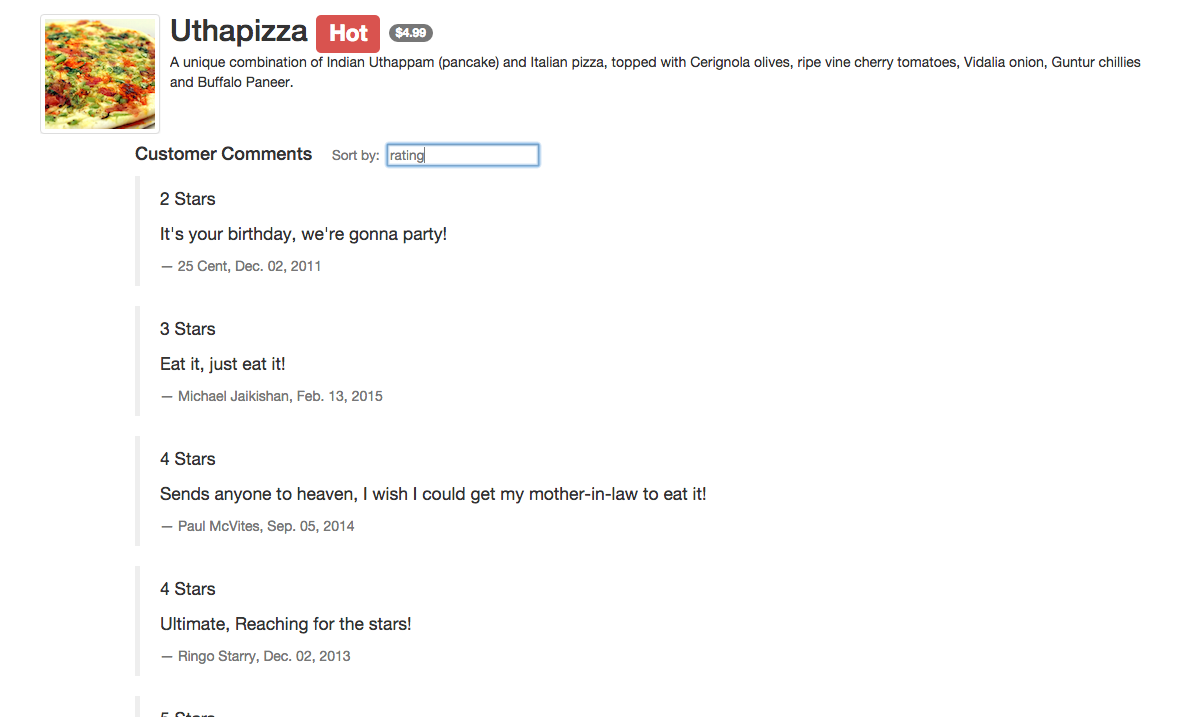 Uthapizza Hot $4.99
A unique combination of Indian Uthappam (pancake) and Italian pizza, topped with Cerignola olives, ripe vine cherry tomatoes, Vidalia onion, Guntur chillies
and Buffalo Paneer.
Customer Comments Sort by: rating
2 Stars
It's your birthday, we're gonna party!
— 25 Cent, Dec. 02, 2011
3 Stars
Eat it, just eat it!
— Michael Jaikishan, Feb. 13, 2015
4 Stars
Sends anyone to heaven, I wish I could get my mother-in-law to eat it!
— Paul McVites, Sep. 05, 2014
4 Stars
Ultimate, Reaching for the stars!
— Ringo Starry, Dec. 02, 2013
5 Stars